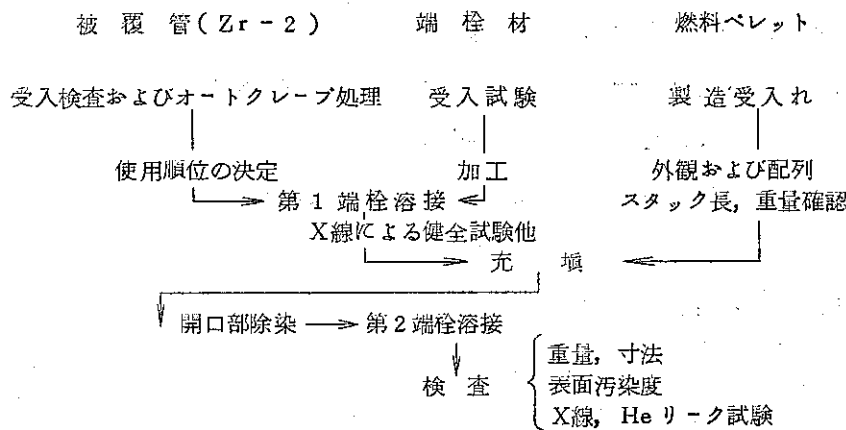 被覆管(Zr-2) 端栓材 燃料ペレット
受入検査およびオートクレーブ処理 受入試験 製造受入れ
使用順位の決定 加工 外観および配列
第1端栓溶接 スタック長,重量確認
X線による健全試験他
充填
開口部除染 第2端栓溶接
重量,寸法
検査 表面汚染度
X線,Heリーク試験